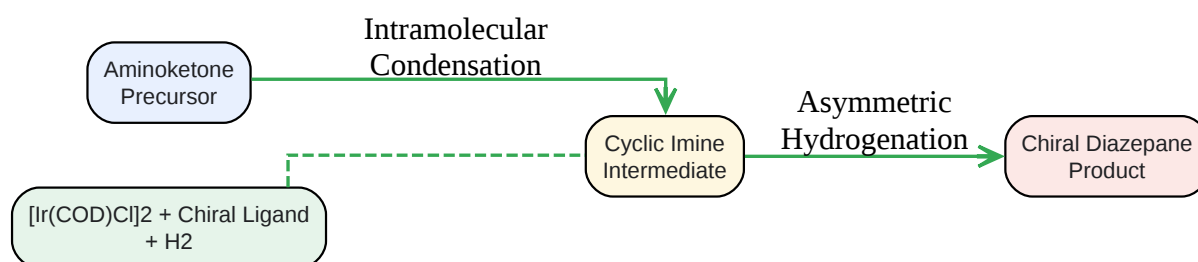 Intramolecular
Condensation
Aminoketone
Precursor
Asymmetric
Hydrogenation
Cyclic Imine
Intermediate
Chiral Diazepane
Product
[Ir(COD)Cl]2 + Chiral Ligand
+ H2